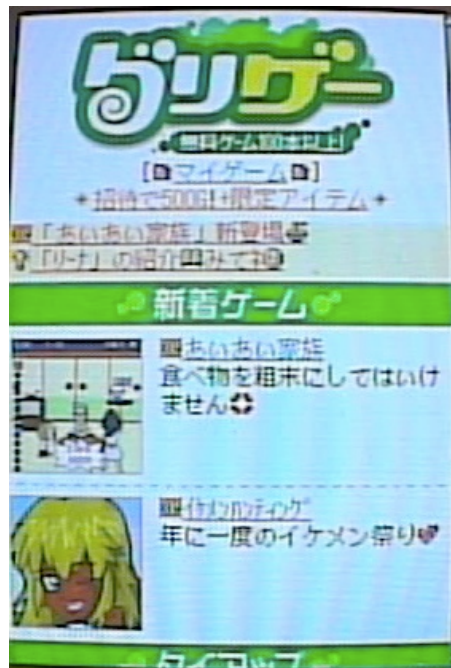 グリゲー
無料ゲーム100本以上!
[マイゲーム]
招待で500G!+限定アイテム
「あいあい家族」新登場
「リーナ」の紹介みてネ
新着ゲーム
あいあい家族
食べ物を粗末にしてはいけ
ません
イケメンハンティング
年に一度のイケメン祭り
タイアップ